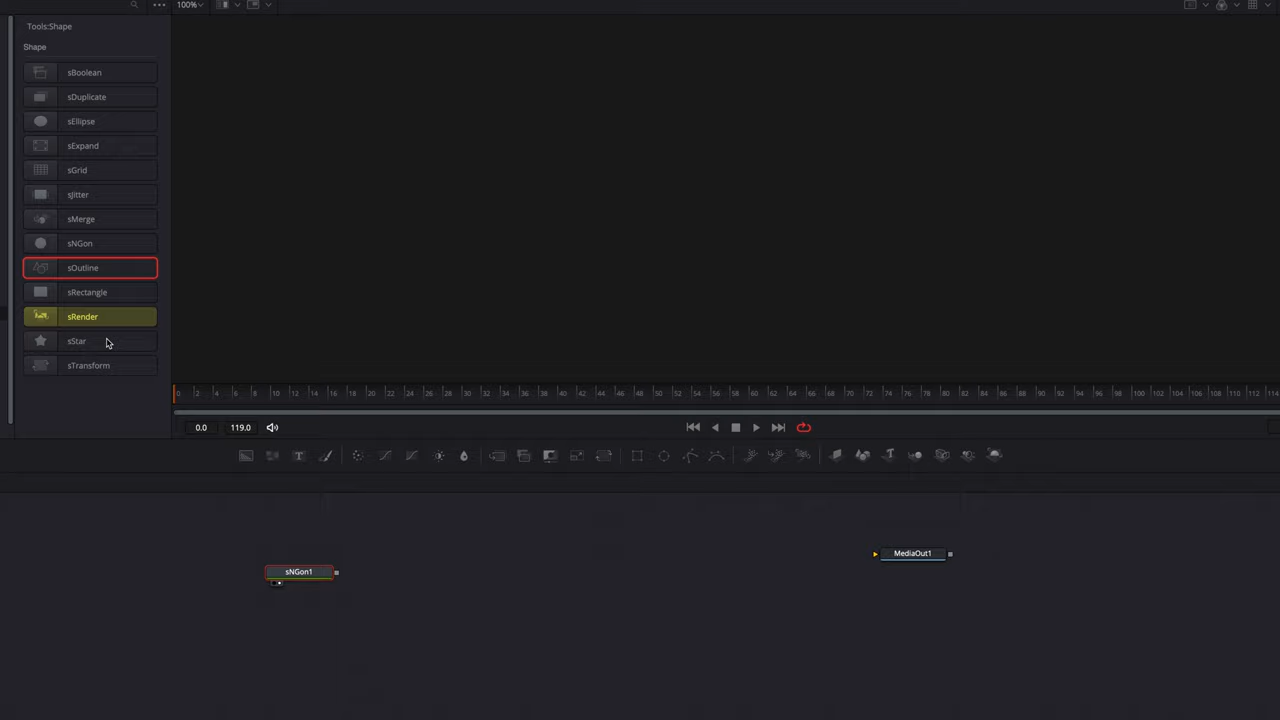 100%
Tools:Shape
Shape
sBoolean
sDuplicate
sEllipse
sExpand
sGrid
sJitter
sMerge
sNGon
sOutline
sRectangle
sRender
sStar
sTransform
0 2 4 6 8 10 12 14 16 18 20 22 24 26 28 30 32 34 36 38 40 42 44 46 48 50 52 54 56 58 60 62 64 66 68 70 72 74 76 78 80 82 84 86 88 90 92 94 96 98 100 102 104 106 108 110 112 114
0.0 119.0
T
MediaOut1
sNGon1